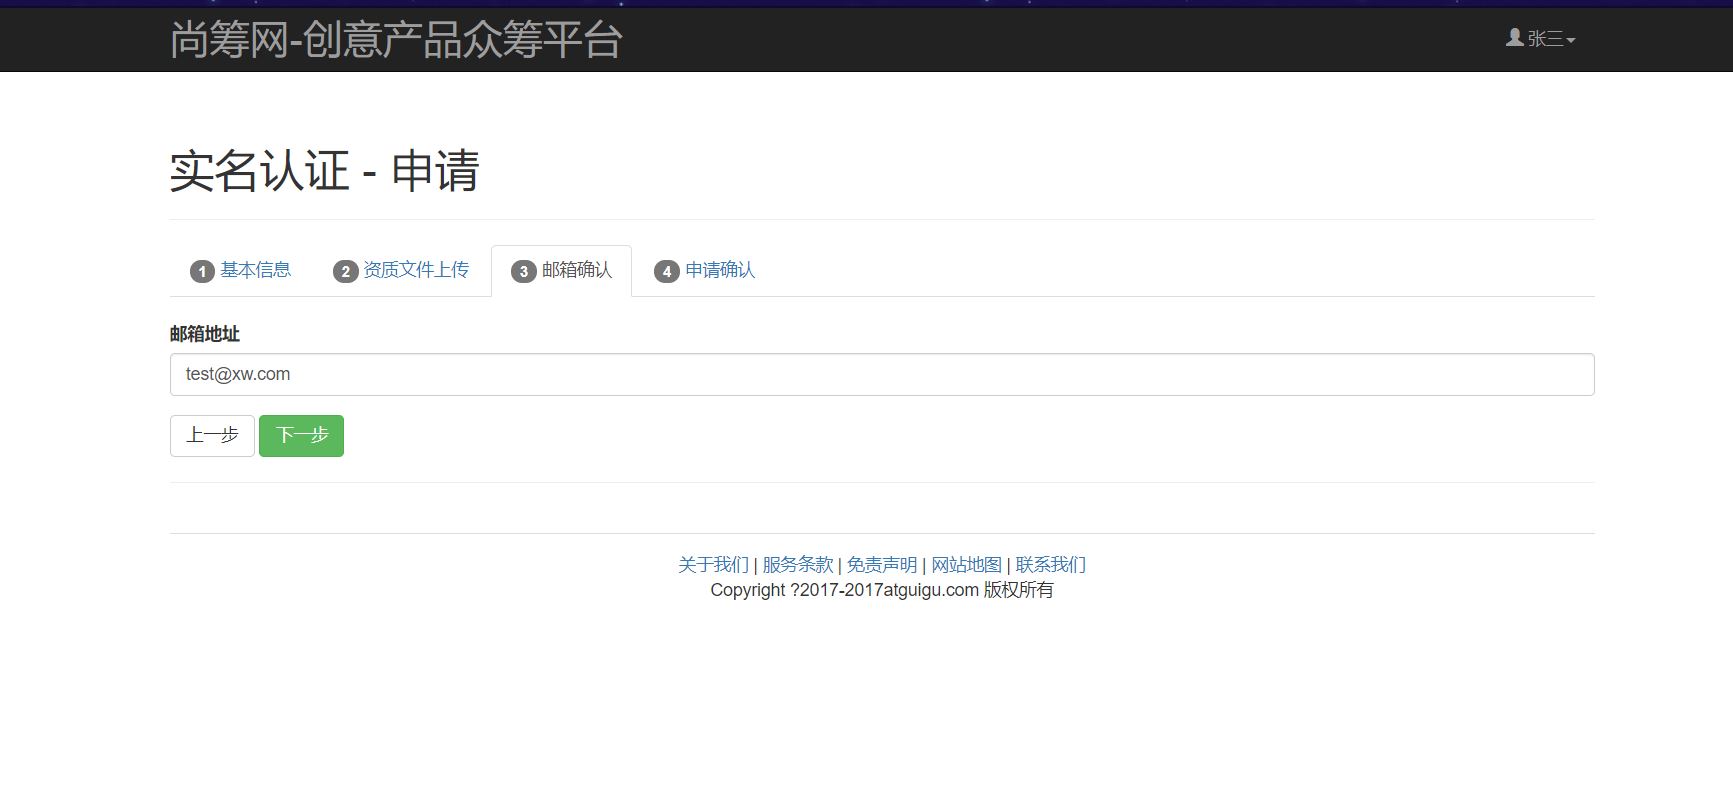 尚筹网-创意产品众筹平台
张三
实名认证 - 申请
1 基本信息 2 资质文件上传 3 邮箱确认 4 申请确认
邮箱地址
test@xw.com
上一步 下一步
关于我们 | 服务条款 | 免责声明 | 网站地图 | 联系我们
Copyright ?2017-2017atguigu.com 版权所有